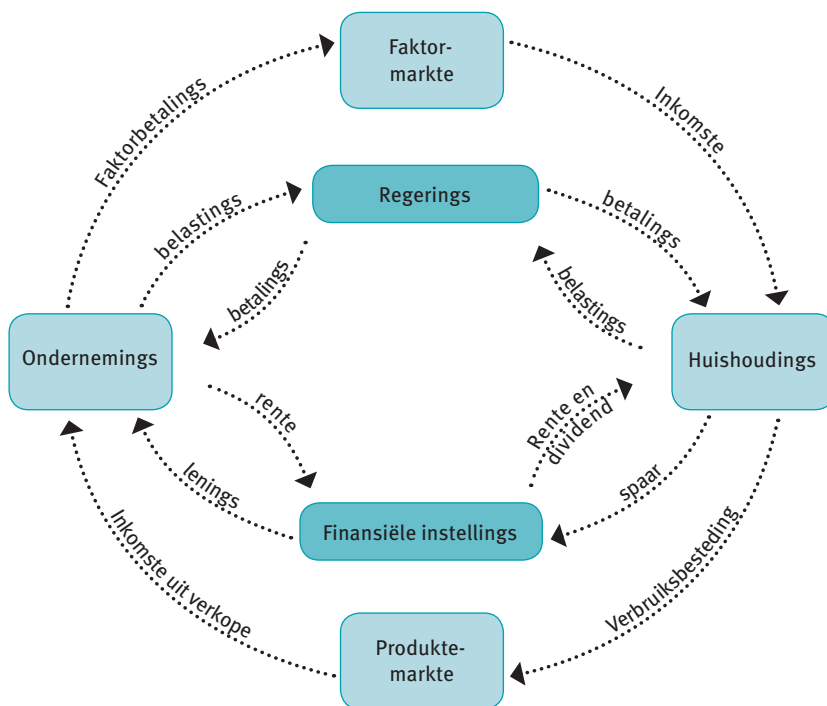 Faktor-
markte
Faktorbetalings
Inkomste
Regerings
belastings
betalings
betalings
belastings
Ondernemings
Huishoudings
rente
Rente en
dividend
lenings
spaar
Finansiële instellings
Inkomste uit verkope
Verbruiksbesteding
Produkte-
markte